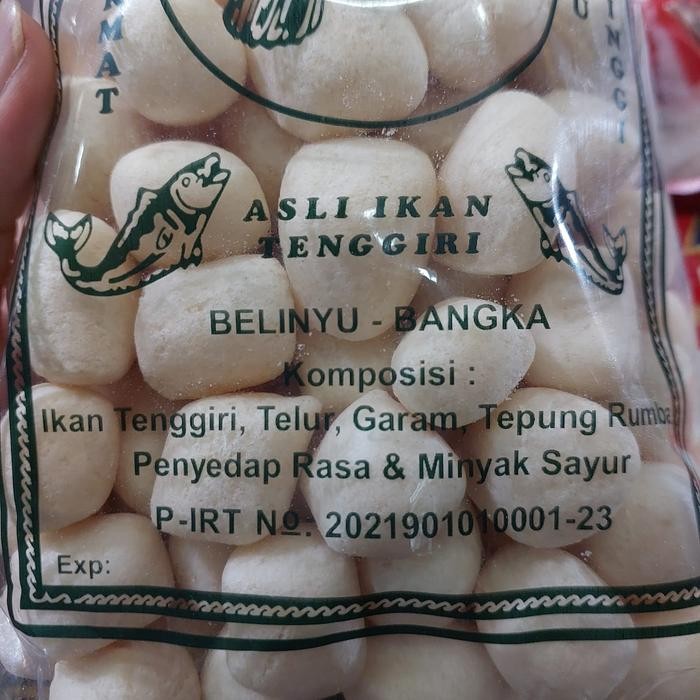 ASLI IKAN
TENGGIRI
BELINYU - BANGKA
Komposisi :
Ikan Tenggiri, Telur, Garam, Tepung Rumba
Penyedap Rasa & Minyak Sayur
P-IRT No: 2021901010001-23
Exp: